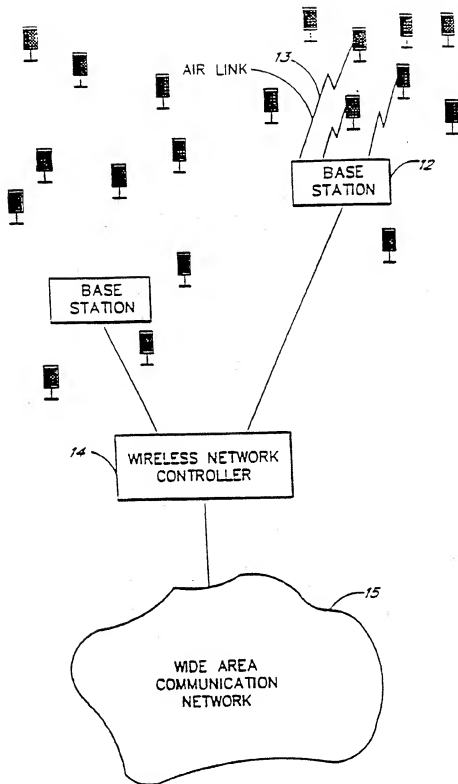 13
AIR LINK
BASE
STATION
12
BASE
STATION
14
WIRELESS NETWORK
CONTROLLER
15
WIDE AREA
COMMUNICATION
NETWORK